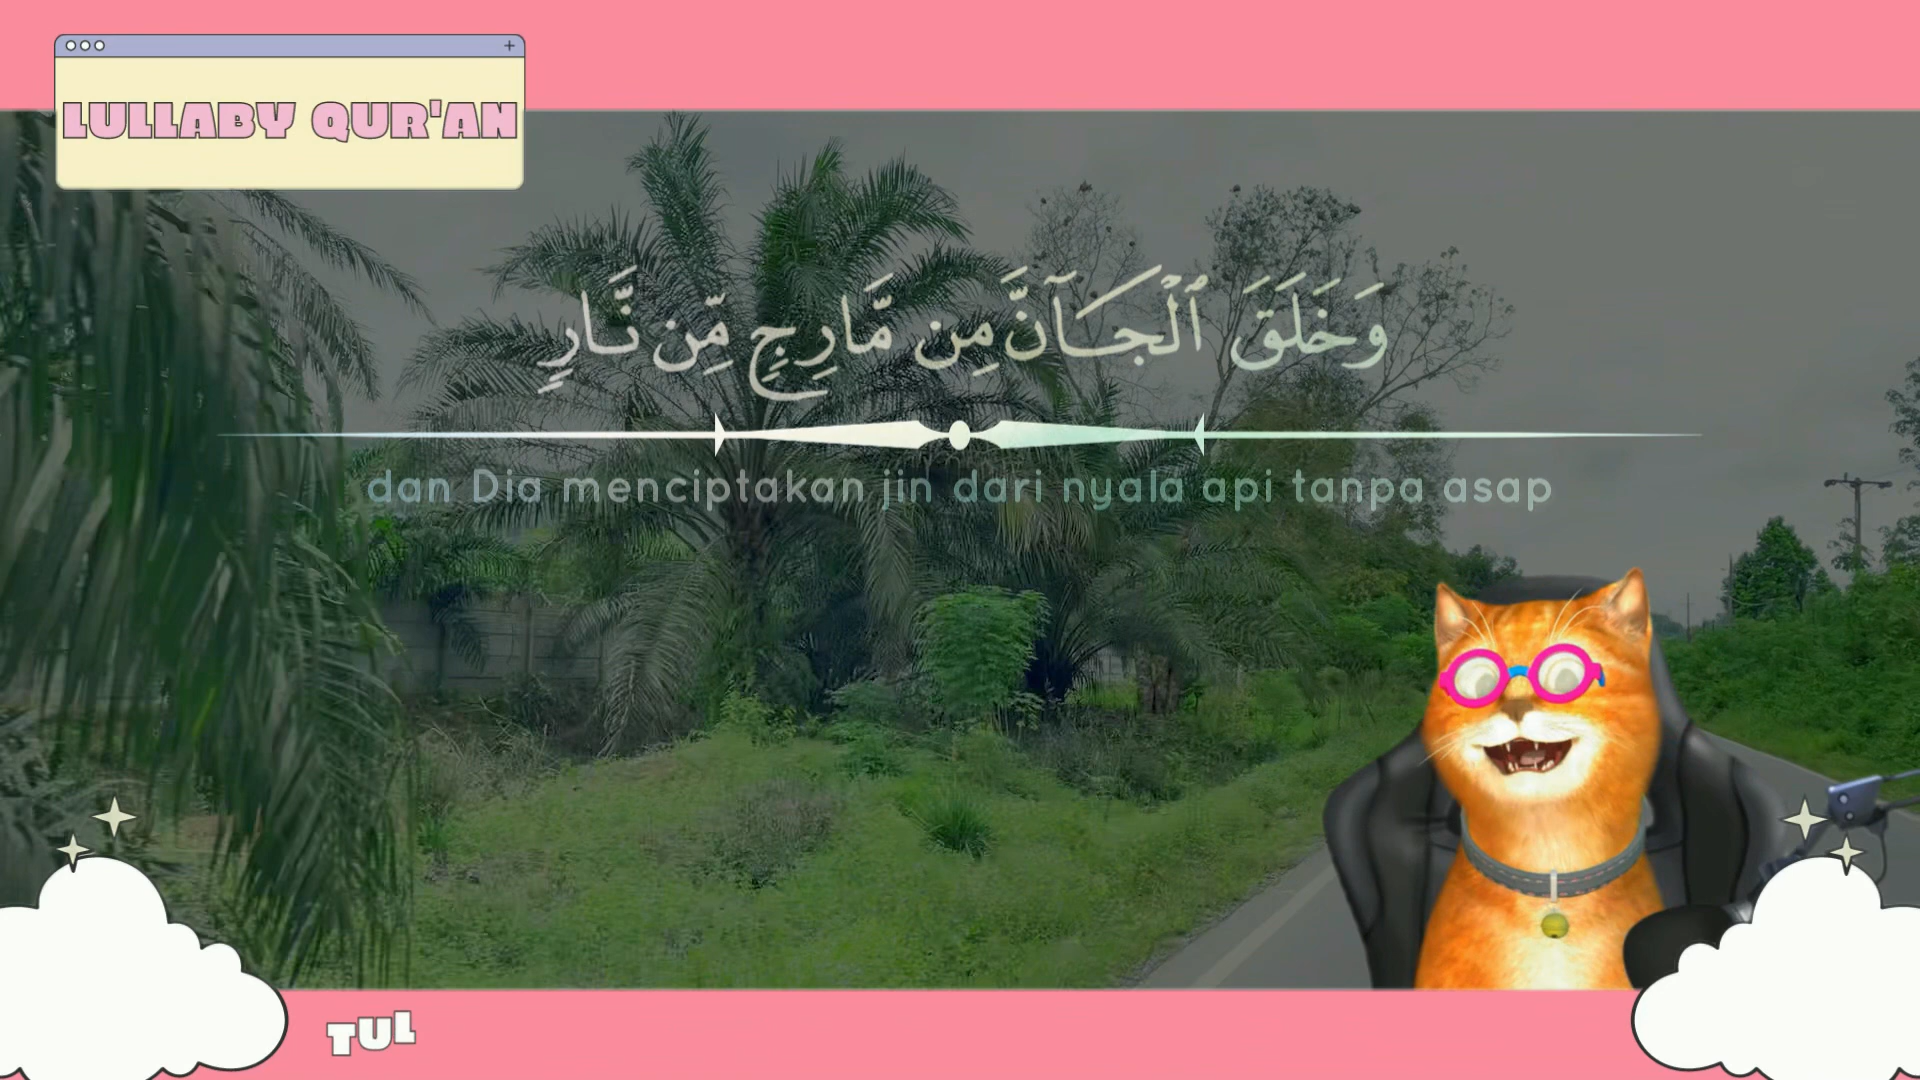 LULLABY QUR'AN
وَخَلَقَ ٱلْجَآنَّ مِن مَّارِجٍ مِّن نَّارٍ
dan Dia menciptakan jin dari nyala api tanpa asap
TUL